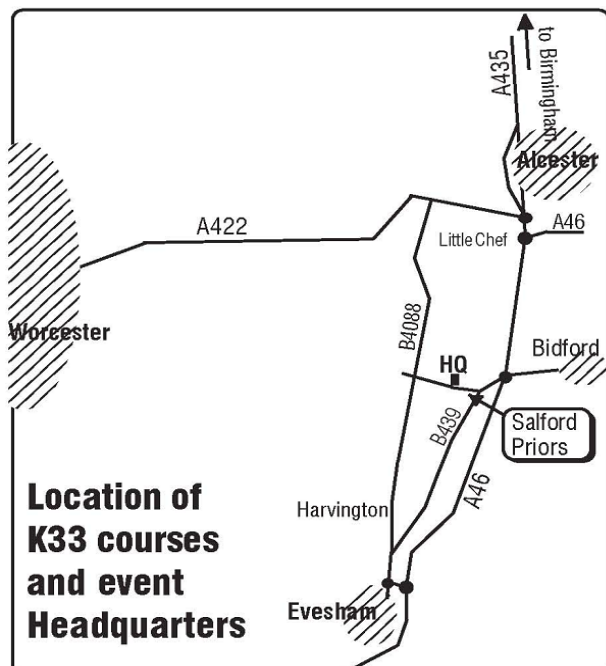 to Birmingham
A435
Alcester
A422
Little Chef
A46
Worcester
B4088
HQ
Bidford
B439
Salford
Priors
A46
Harvington
Location of
K33 courses
and event
Headquarters
Evesham